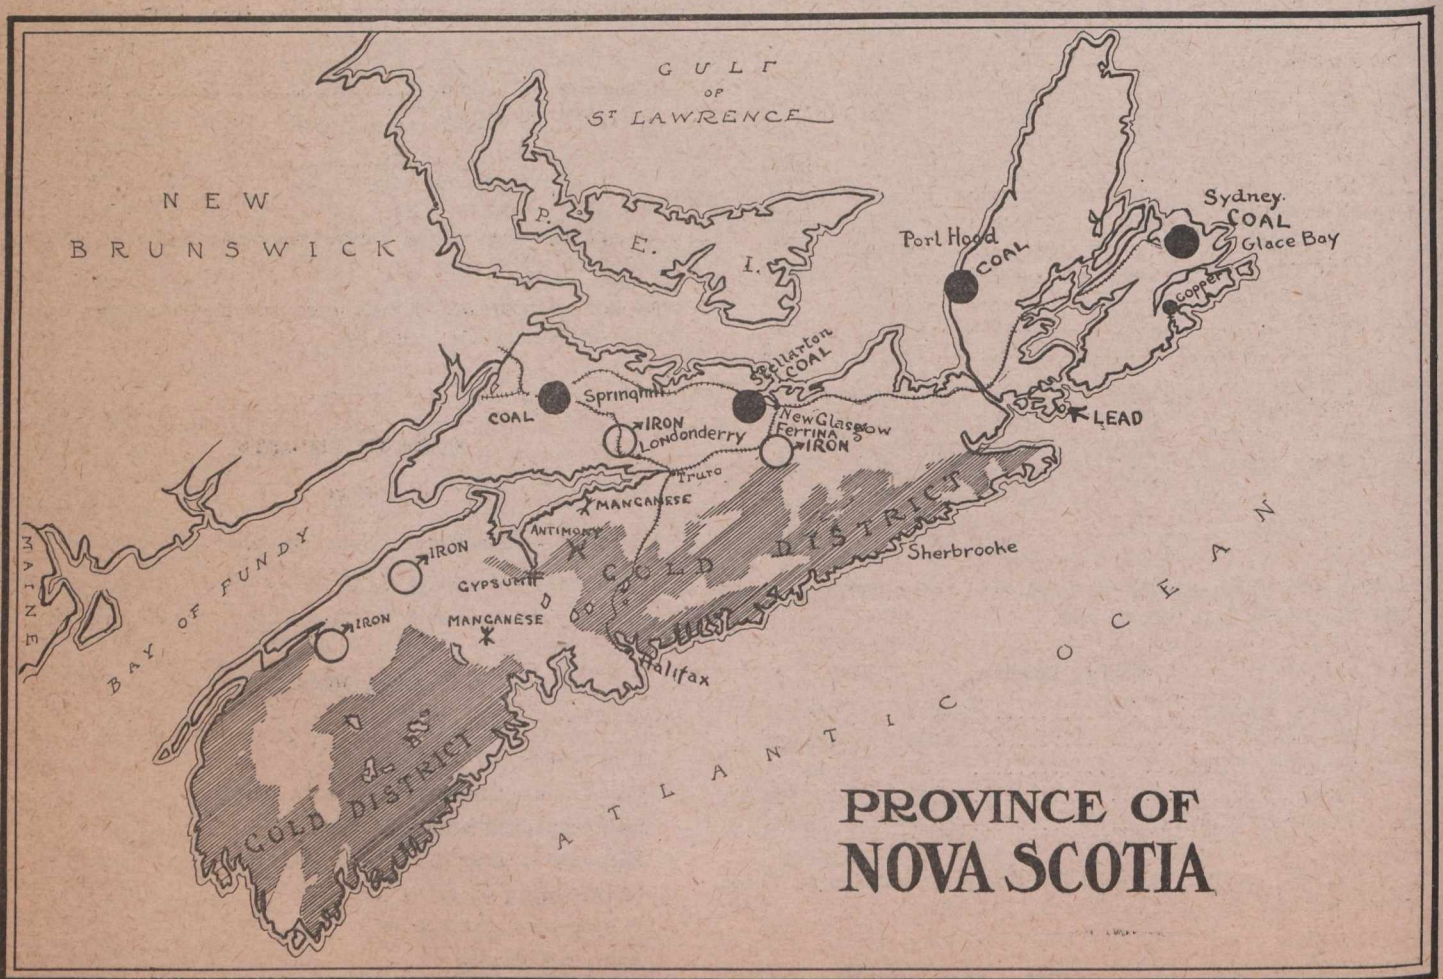 GULF
OF
ST LAWRENCE
NEW
BRUNSWICK
P.
E.
I.
Sydney.
COAL
Glace Bay
Port Hood
COAL
COPPER
Stellarton
COAL
Springhill
COAL
IRON
Londonderry
New Glasgow
FERRINA
IRON
LEAD
Truro
MANGANESE
ANTIMONY
GOLD DISTRICT
Sherbrooke
IRON
GYPSUM
MANGANESE
IRON
Halifax
MAINE
BAY OF FUNDY
GOLD DISTRICT
ATLANTIC OCEAN
PROVINCE OF
NOVA SCOTIA